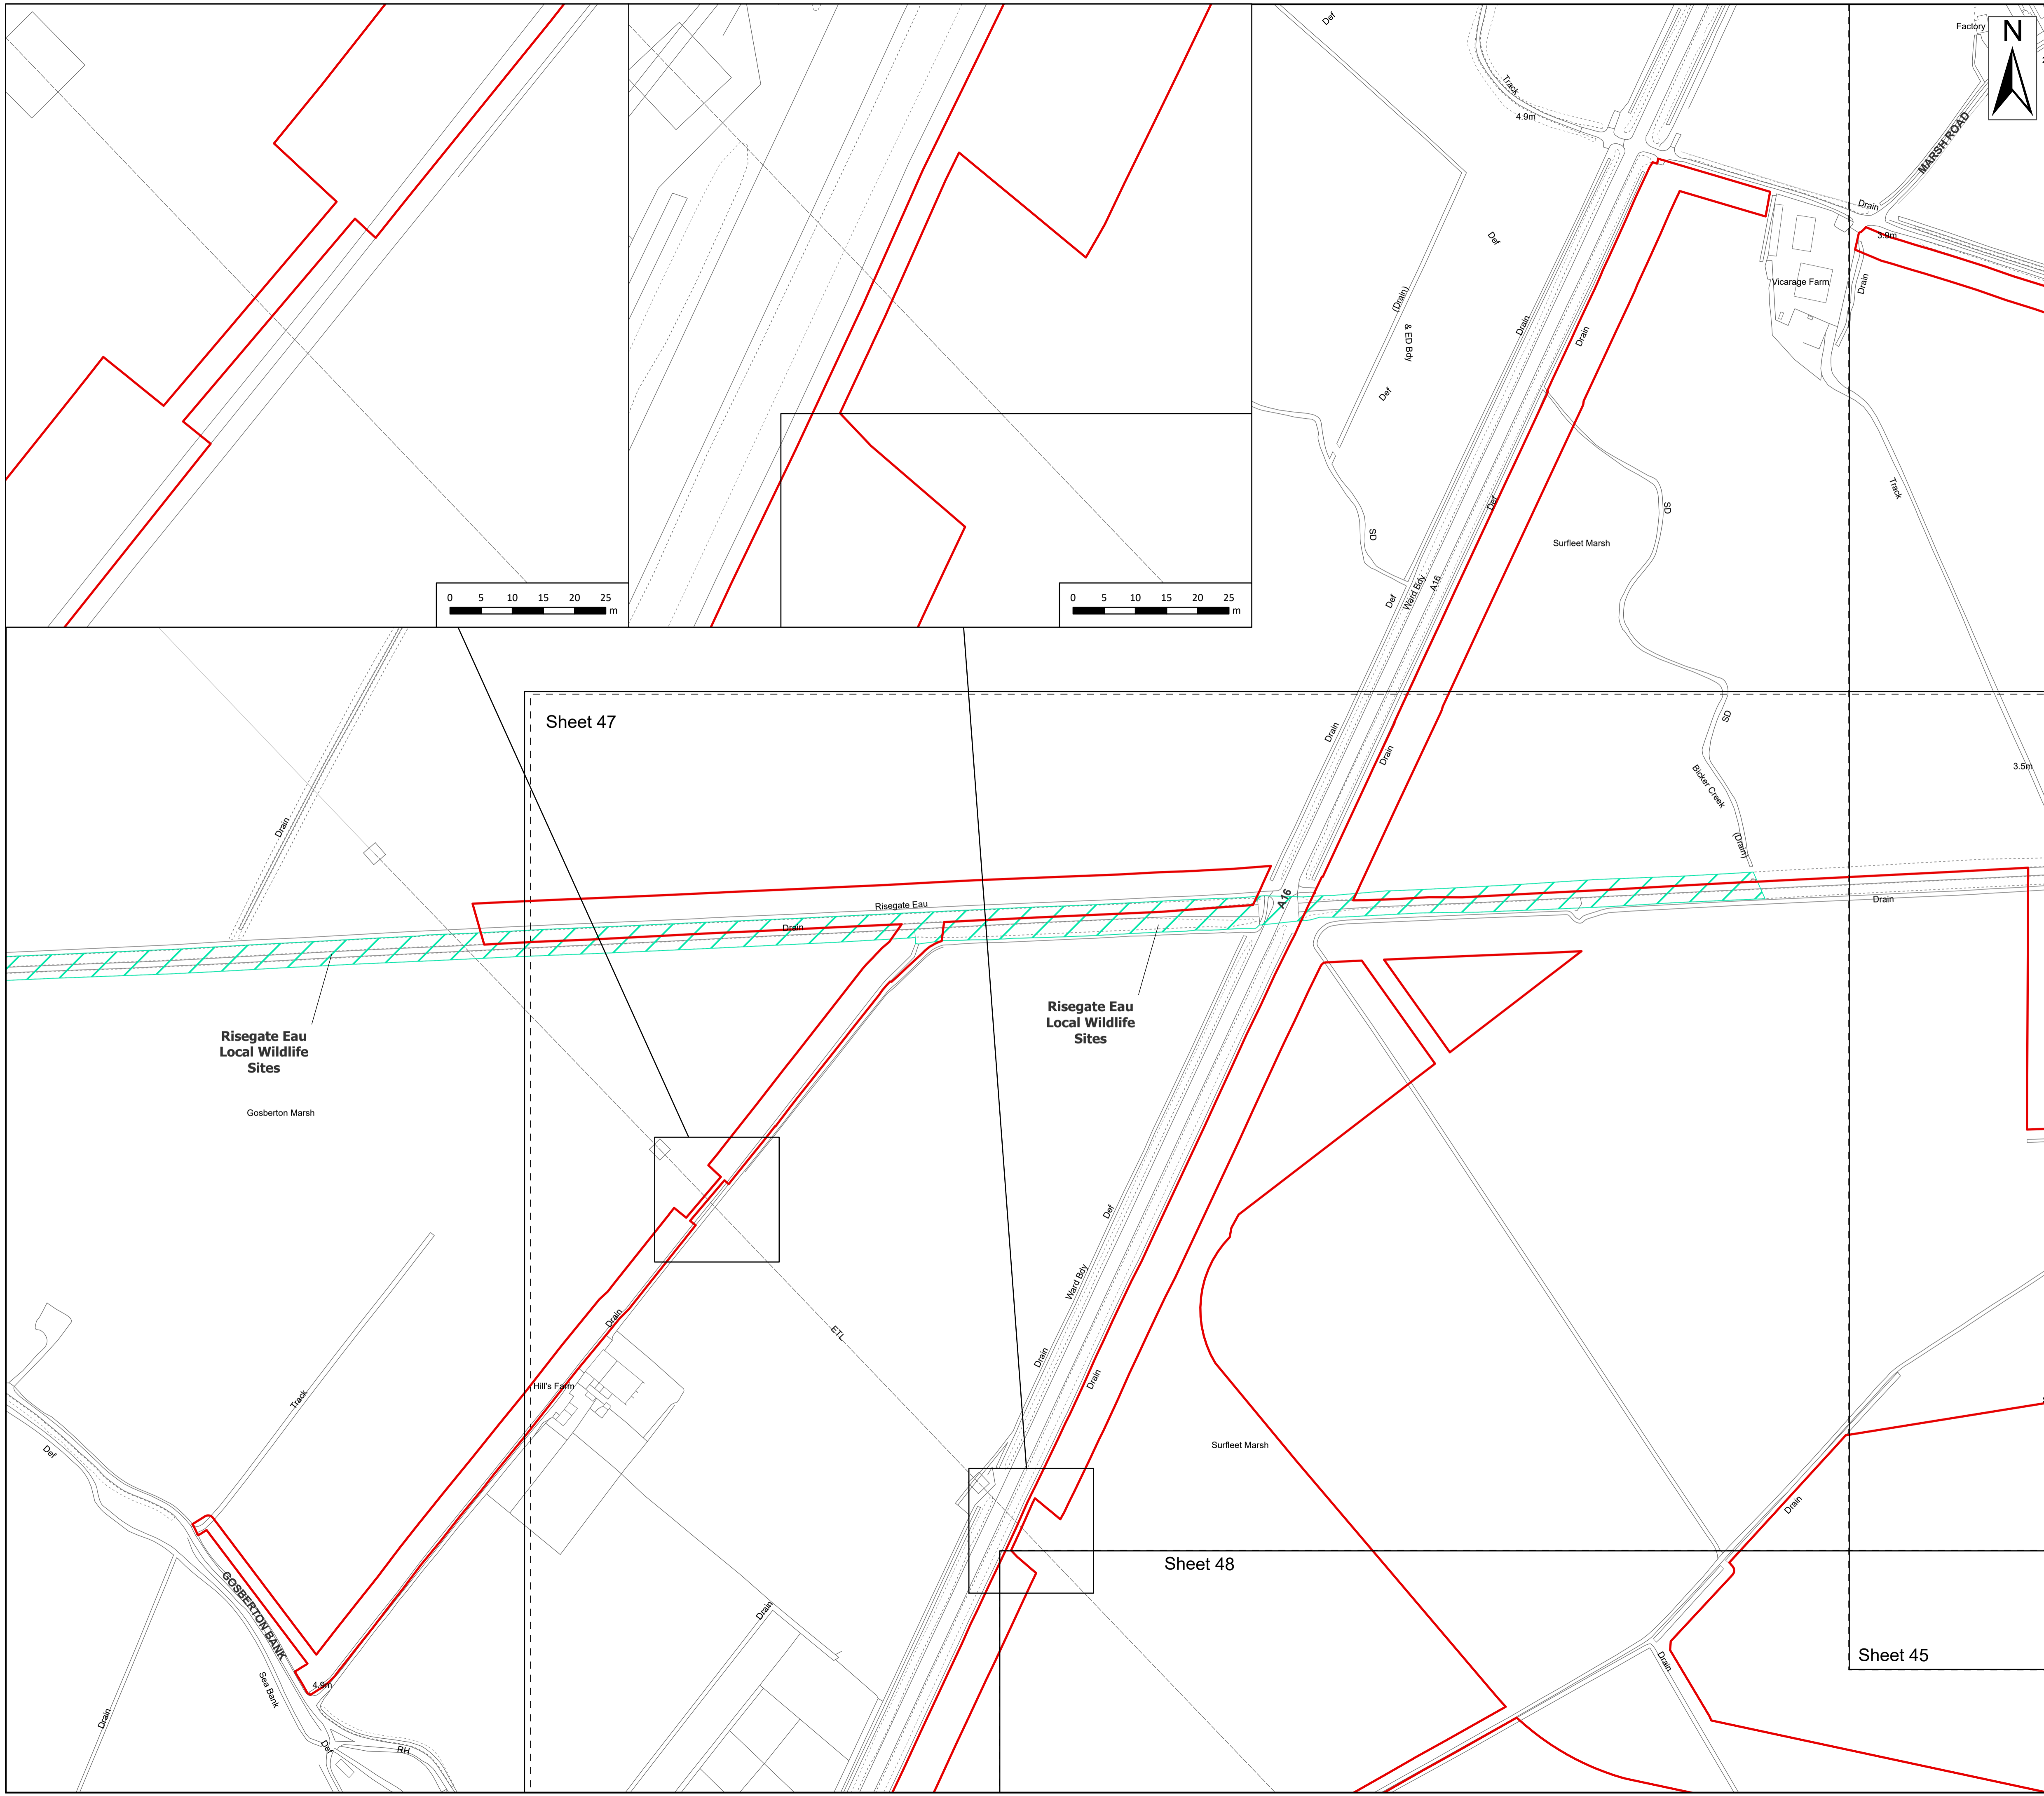 Def
Factory
N
Track
4.9m
MARSH ROAD
Drain
3.9m
Def
Vicarage Farm
Drain
(Drain)
& ED Bdy
Drain
Drain
Def
Track
SD
Def
SD
Surfleet Marsh
Ward Bdy
A16
Def
0 5 10 15 20 25
m
0 5 10 15 20 25
m
Sheet 47
SD
Drain
Drain
3.5m
Bicker Creek
(Drain)
Drain
Risegate Eau
A16
Drain
Drain
Risegate Eau
Local Wildlife
Sites
Risegate Eau
Local Wildlife
Sites
Gosberton Marsh
Def
Ward Bdy
Drain
ETL
Drain
Drain
Hill's Farm
Track
Def
Surfleet Marsh
Drain
Sheet 48
GOSBERTON BANK
Drain
Sheet 45
Drain
Sea Bank
4.9m
Drain
Def
RH